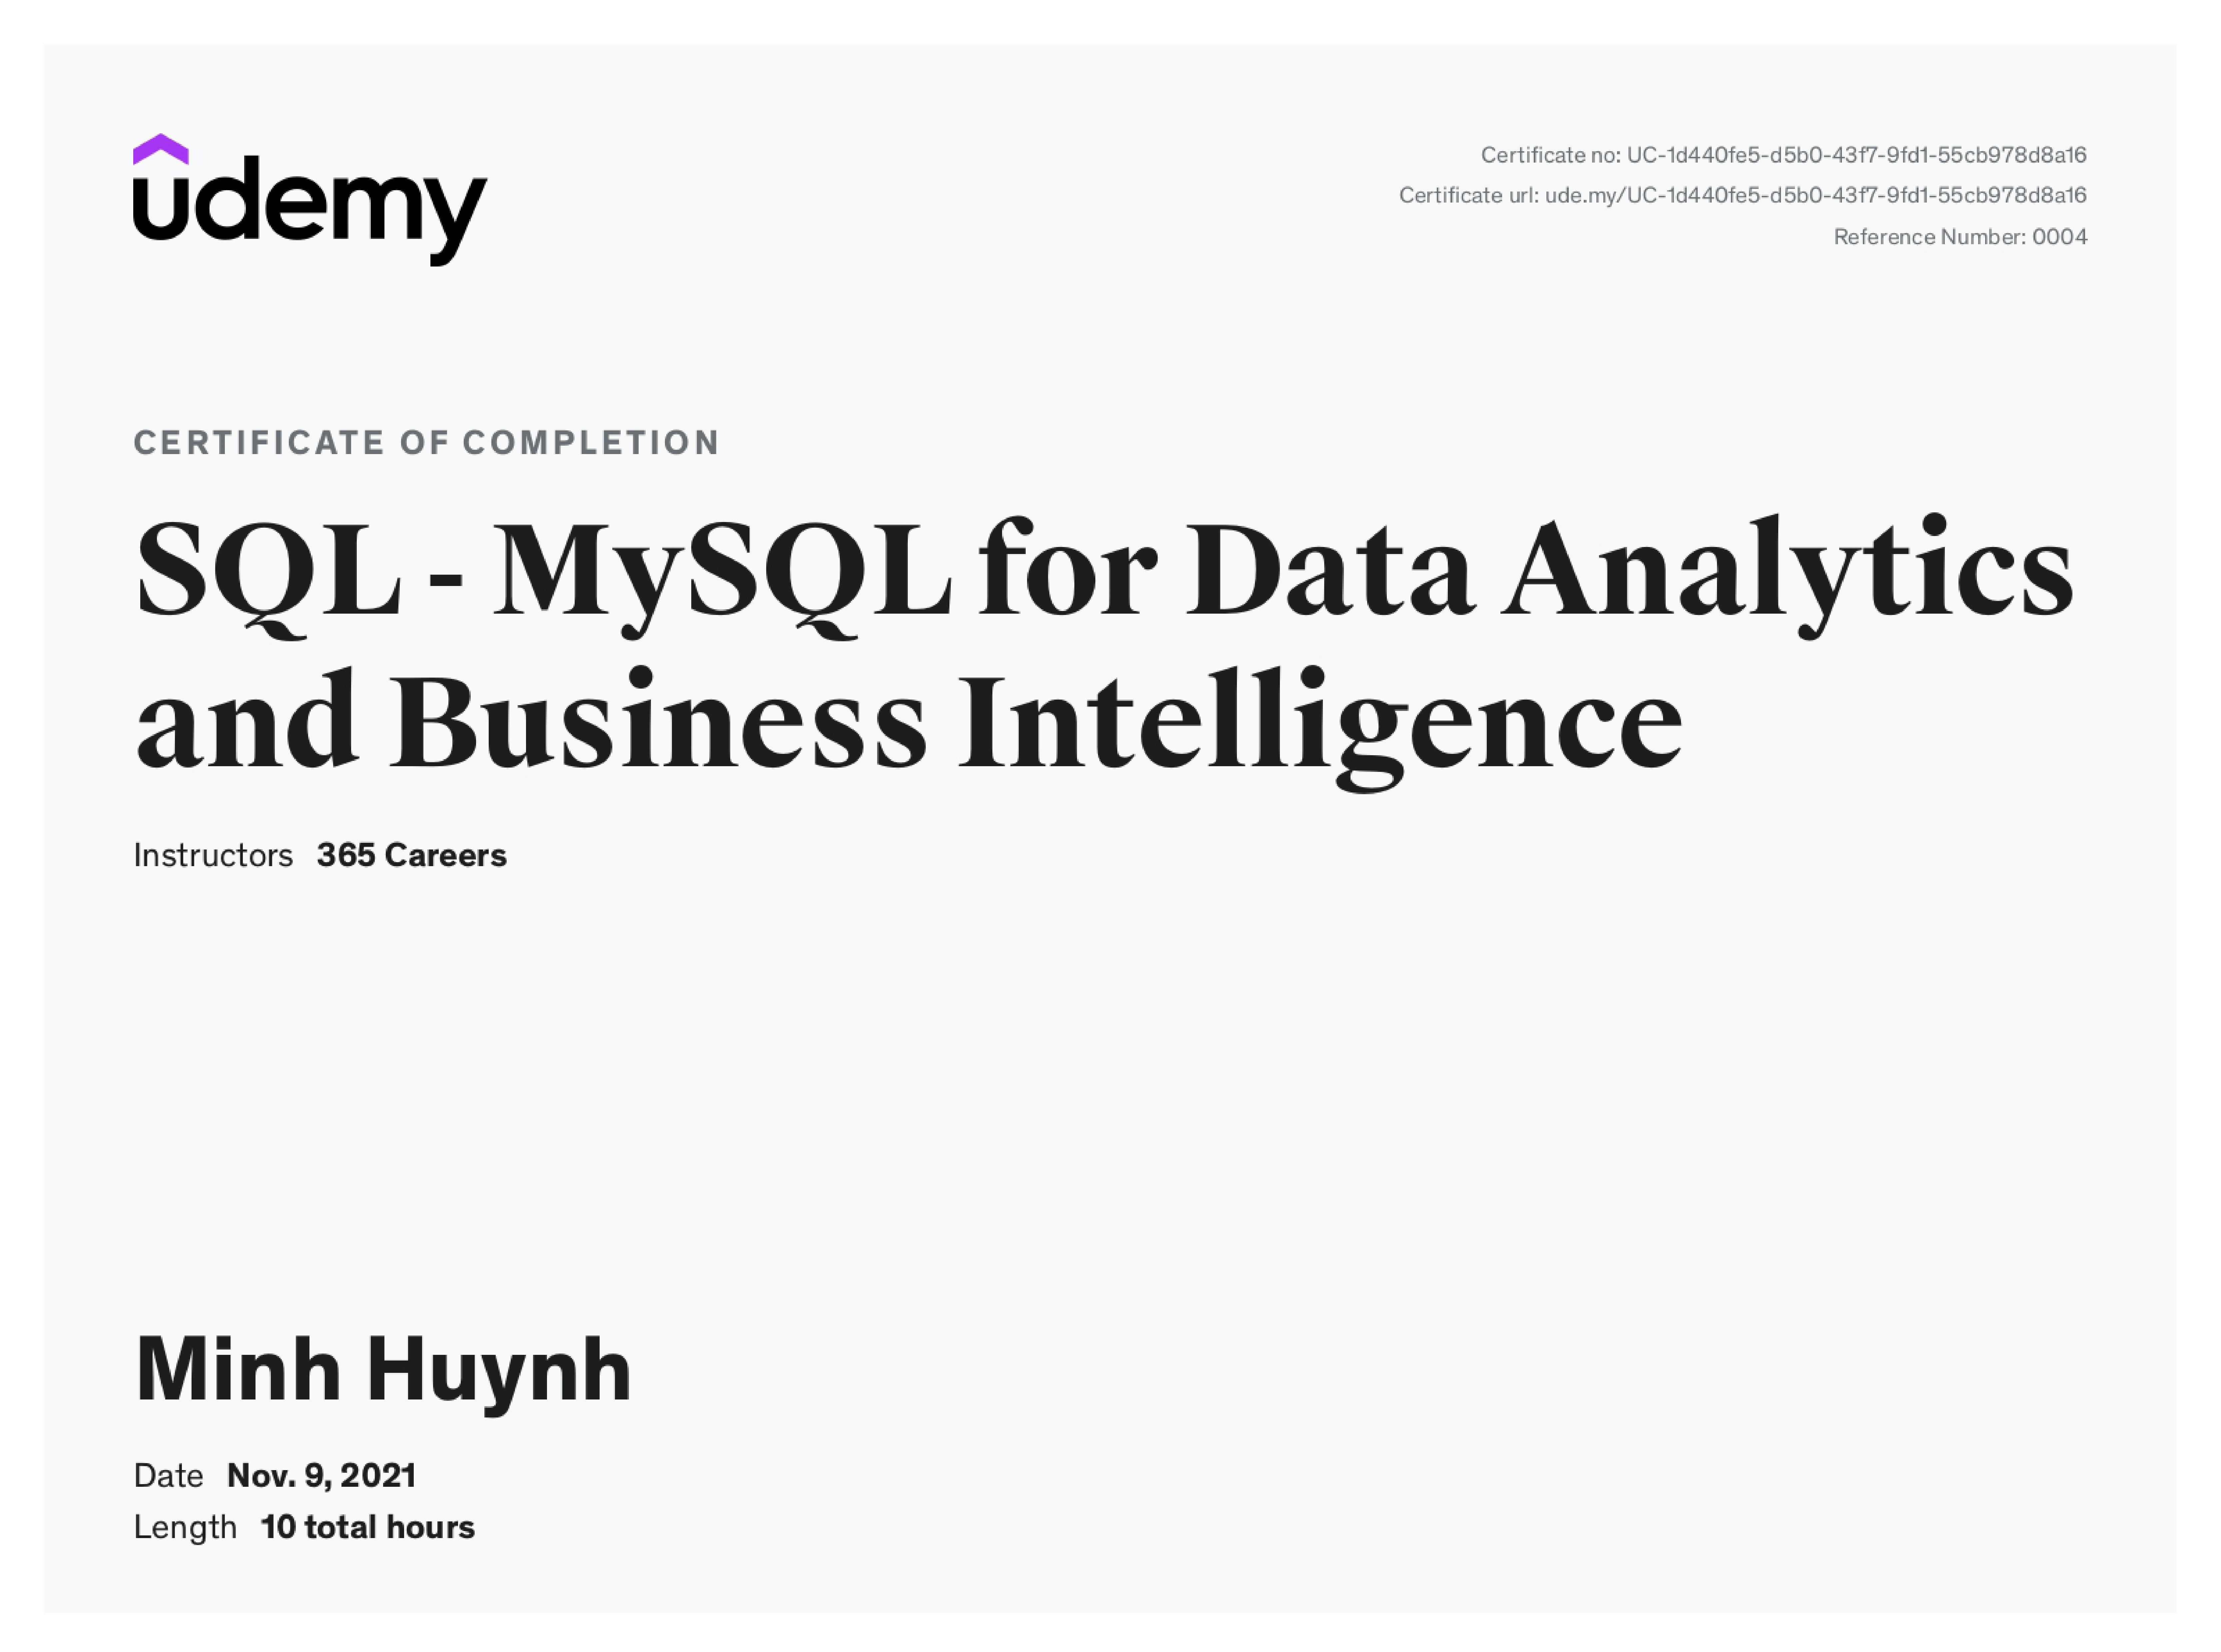 udemy
Certificate no: UC-1d440fe5-d5b0-43f7-9fd1-55cb978d8a16
Certificate url: ude.my/UC-1d440fe5-d5b0-43f7-9fd1-55cb978d8a16
Reference Number: 0004
CERTIFICATE OF COMPLETION
SQL - MySQL for Data Analytics
and Business Intelligence
Instructors 365 Careers
Minh Huynh
Date Nov. 9, 2021
Length 10 total hours